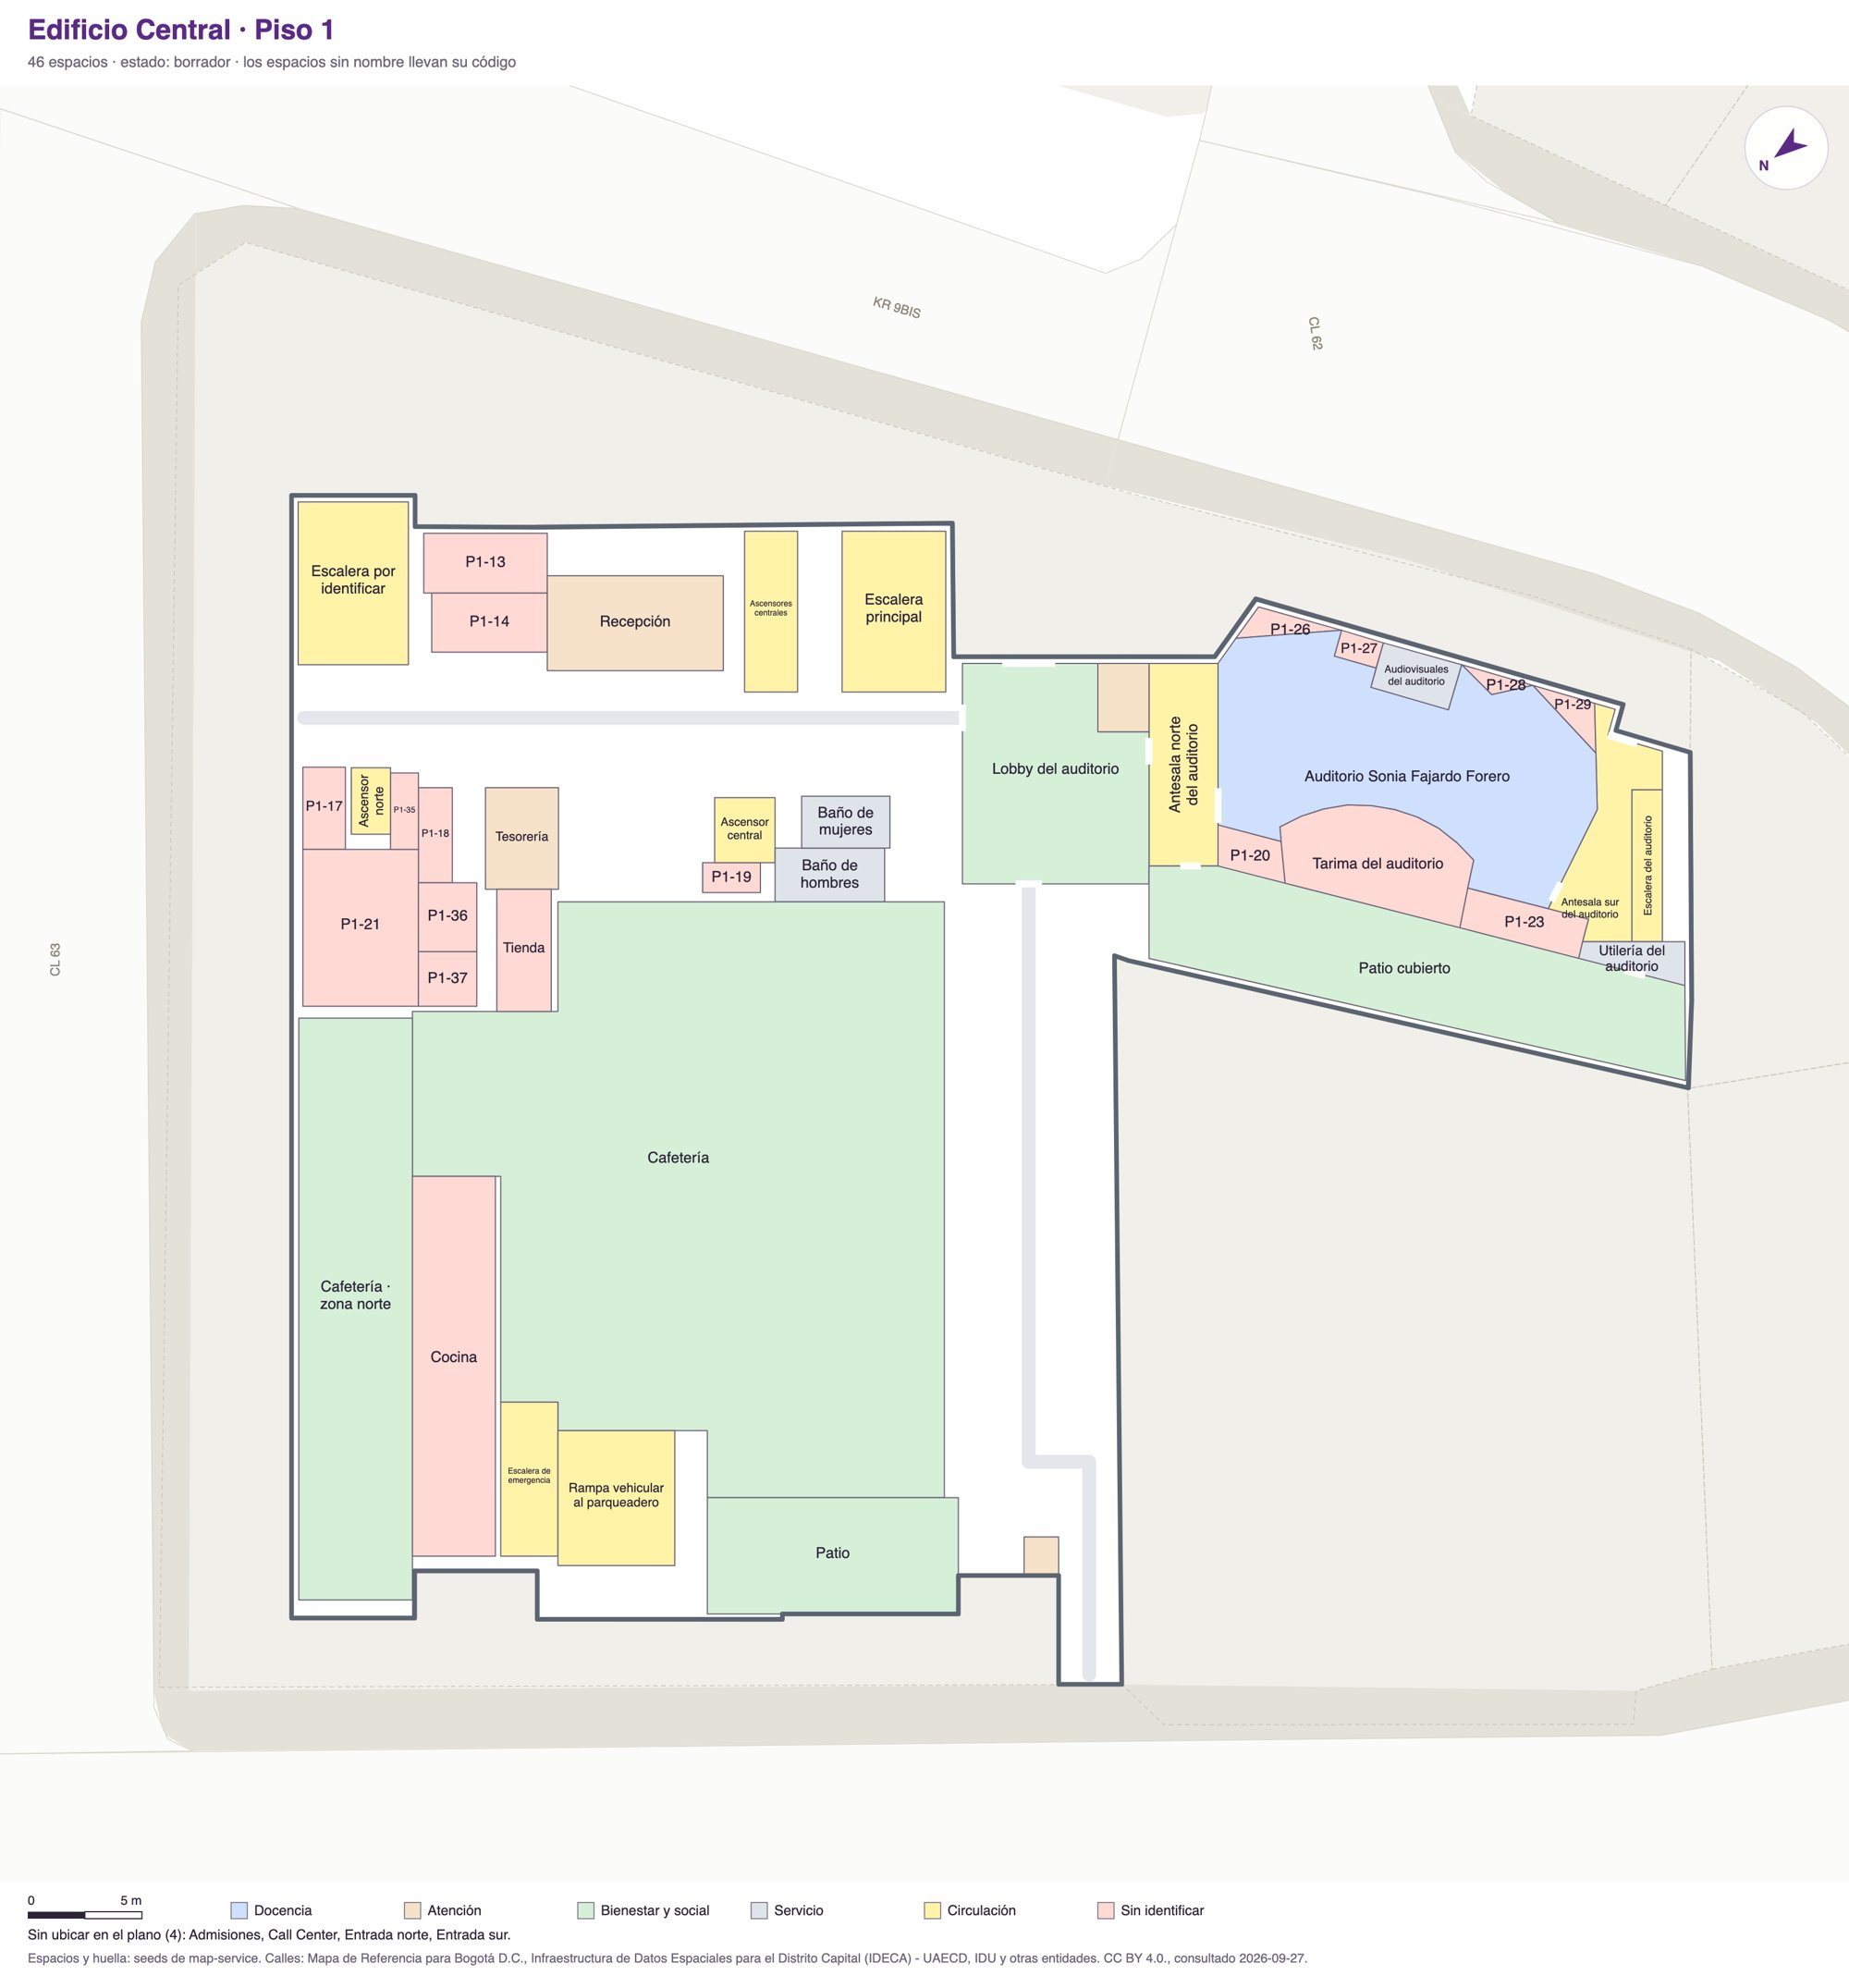 Edificio Central · Piso 1
46 espacios · estado: borrador · los espacios sin nombre llevan su código
N
KR 9BIS
CL 62
CL 63
Escalera por
identificar
P1-13
P1-14
Recepción
Ascensores
centrales
Escalera
principal
P1-26
P1-27
Audiovisuales
del auditorio
P1-28
P1-29
Lobby del auditorio
Antesala norte
del auditorio
Auditorio Sonia Fajardo Forero
P1-17
Ascensor
norte
P1-35
P1-18
Tesorería
Ascensor
central
Baño de
mujeres
P1-19
Baño de
hombres
P1-20
Tarima del auditorio
Escalera del auditorio
Antesala sur
del auditorio
P1-23
P1-21
P1-36
Tienda
P1-37
Utilería del
auditorio
Patio cubierto
Cafetería
Cafetería ·
zona norte
Cocina
Escalera de
emergencia
Rampa vehicular
al parqueadero
Patio
0 5 m
Docencia
Atención
Bienestar y social
Servicio
Circulación
Sin identificar
Sin ubicar en el plano (4): Admisiones, Call Center, Entrada norte, Entrada sur.
Espacios y huella: seeds de map-service. Calles: Mapa de Referencia para Bogotá D.C., Infraestructura de Datos Espaciales para el Distrito Capital (IDECA) - UAECD, IDU y otras entidades. CC BY 4.0., consultado 2026-09-27.